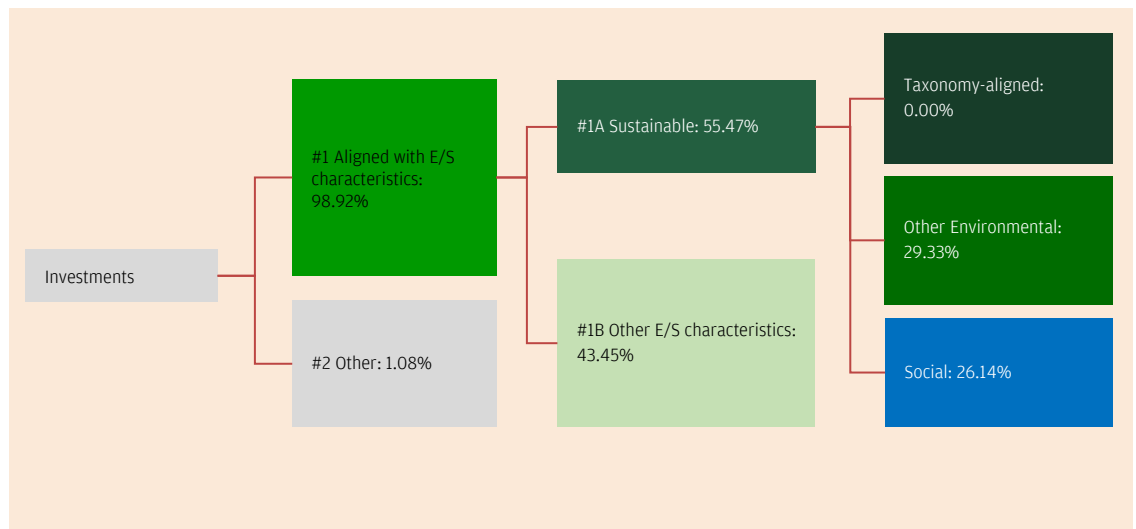 Investments
#1 Aligned with E/S
characteristics:
98.92%
#2 Other: 1.08%
#1A Sustainable: 55.47%
#1B Other E/S characteristics:
43.45%
Taxonomy-aligned:
0.00%
Other Environmental:
29.33%
Social: 26.14%